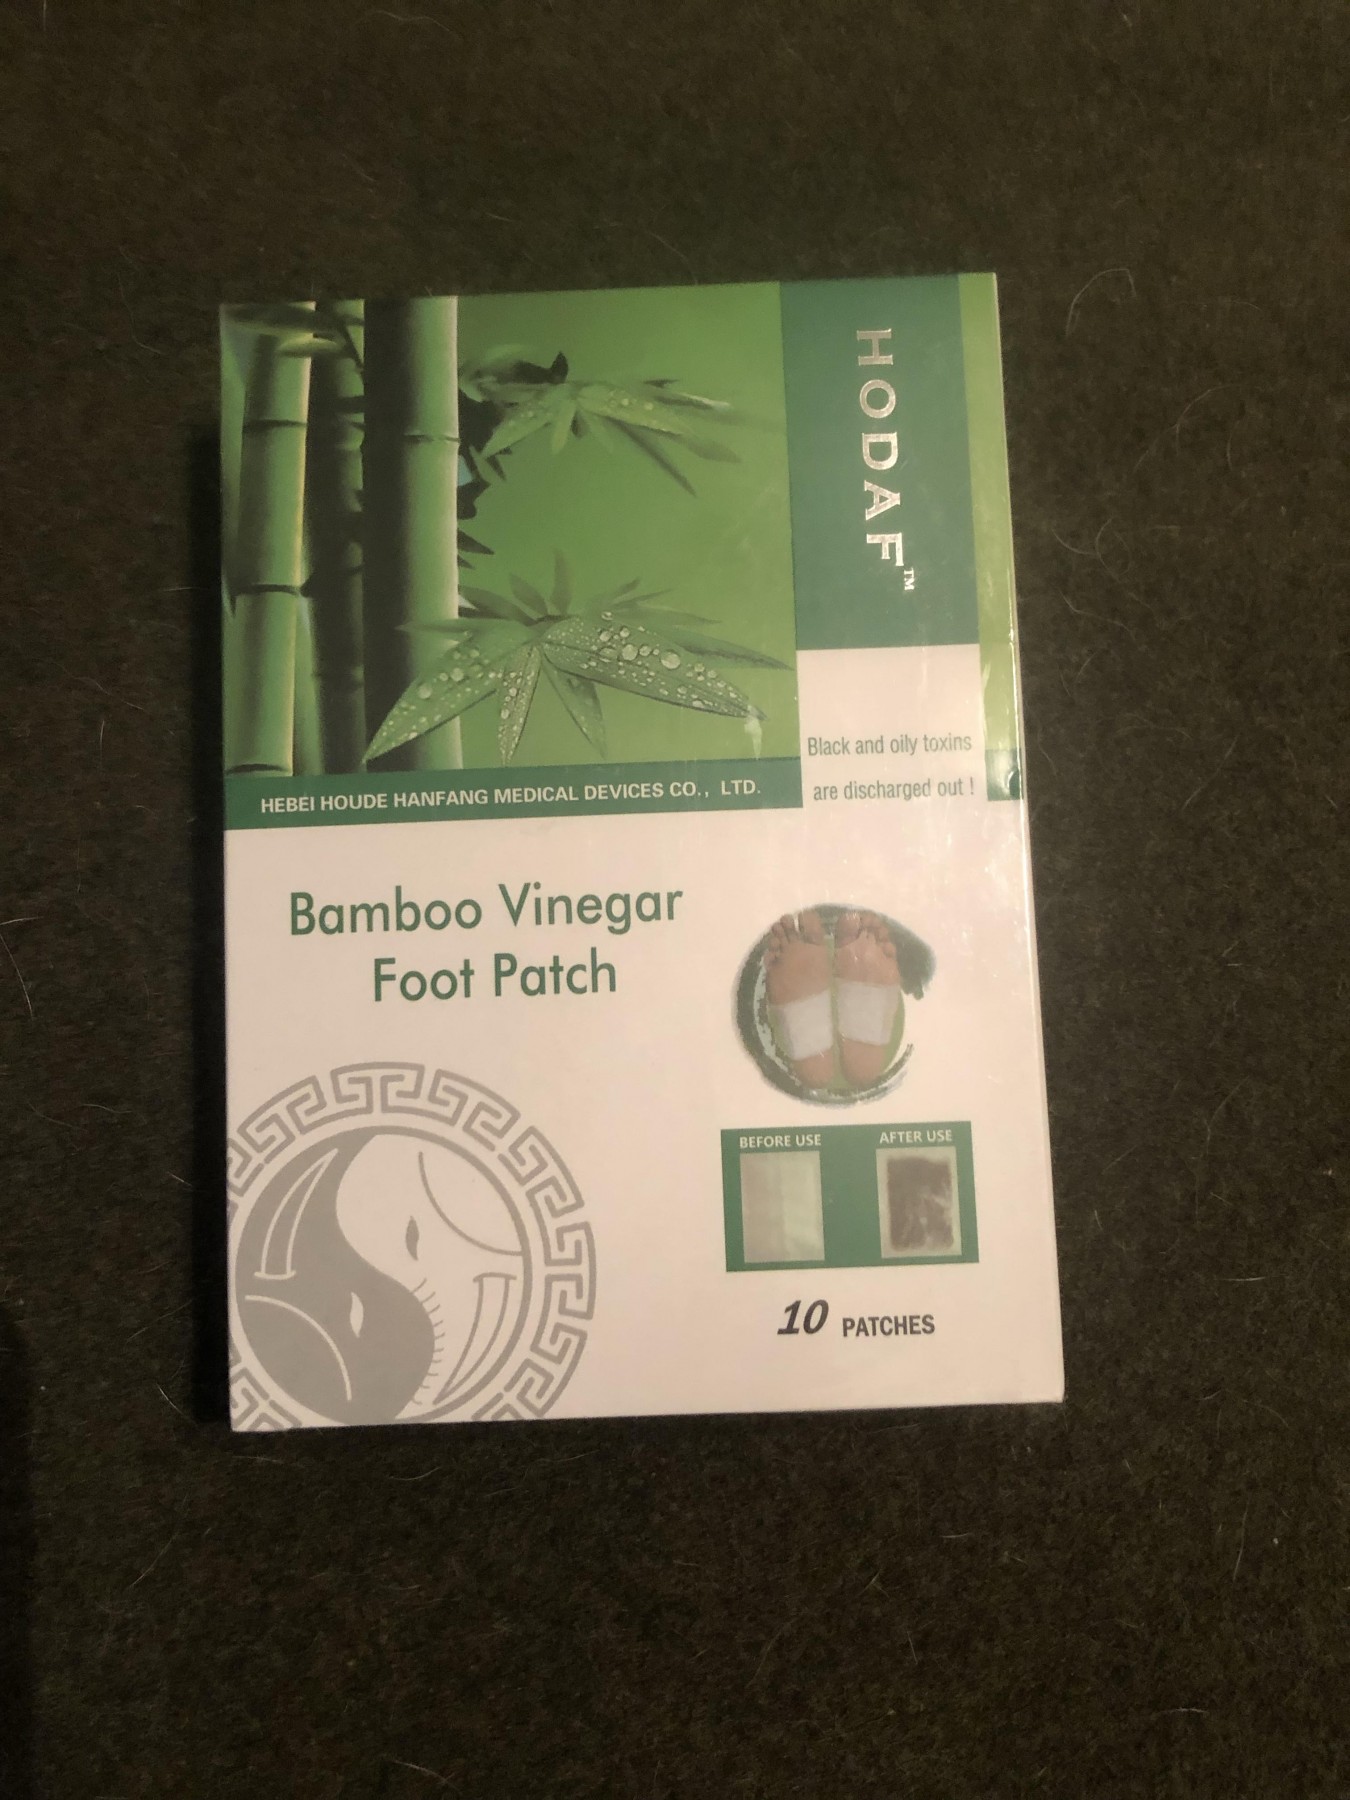 HODAF™
Black and oily toxins
are discharged out !
HEBEI HOUDE HANFANG MEDICAL DEVICES CO., LTD.
Bamboo Vinegar
Foot Patch
BEFORE USE
AFTER USE
10 PATCHES